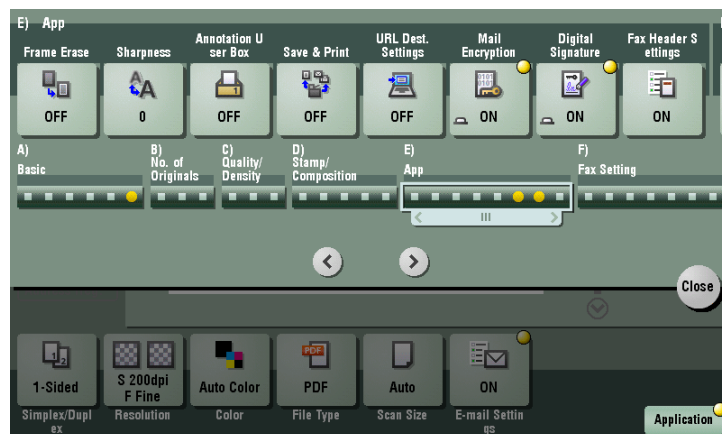 E) App
Frame Erase
Sharpness
Annotation U
ser Box
Save & Print
URL Dest.
Settings
Mail
Encryption
Digital
Signature
Fax Header S
ettings
OFF
0
OFF
OFF
OFF
ON
ON
ON
A)
Basic
B)
No. of
Originals
C)
Quality/
Density
D)
Stamp/
Composition
E)
App
F)
Fax Setting
Close
1-Sided
S 200dpi
F Fine
Auto Color
PDF
PDF
Auto
ON
Simplex/Dupl
ex
Resolution
Color
File Type
Scan Size
E-mail Settin
gs
Application